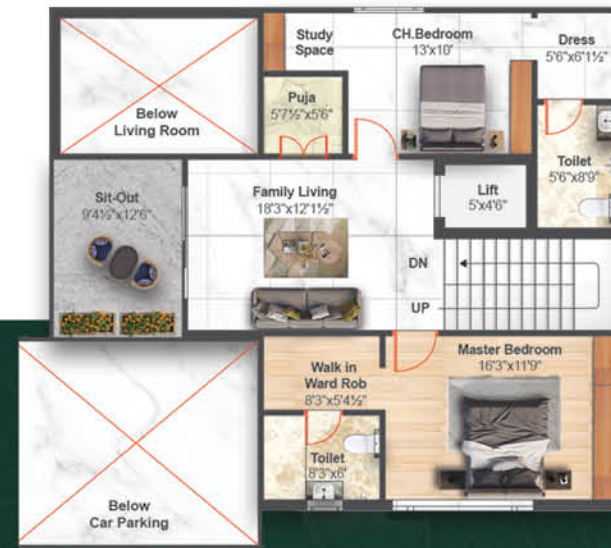 Study
Space
CH.Bedroom
13'x10'
Dress
5'6"x6'1½"
Puja
5'7½"x5'6"
Below
Living Room
Toilet
5'6"x8'9"
Sit-Out
9'4½"x12'6"
Family Living
18'3"x12'1½"
Lift
5'x4'6"
DN
UP
Walk in
Ward Rob
8'3"x5'4½"
Master Bedroom
16'3"x11'9"
Toilet
8'3"x6'
Below
Car Parking